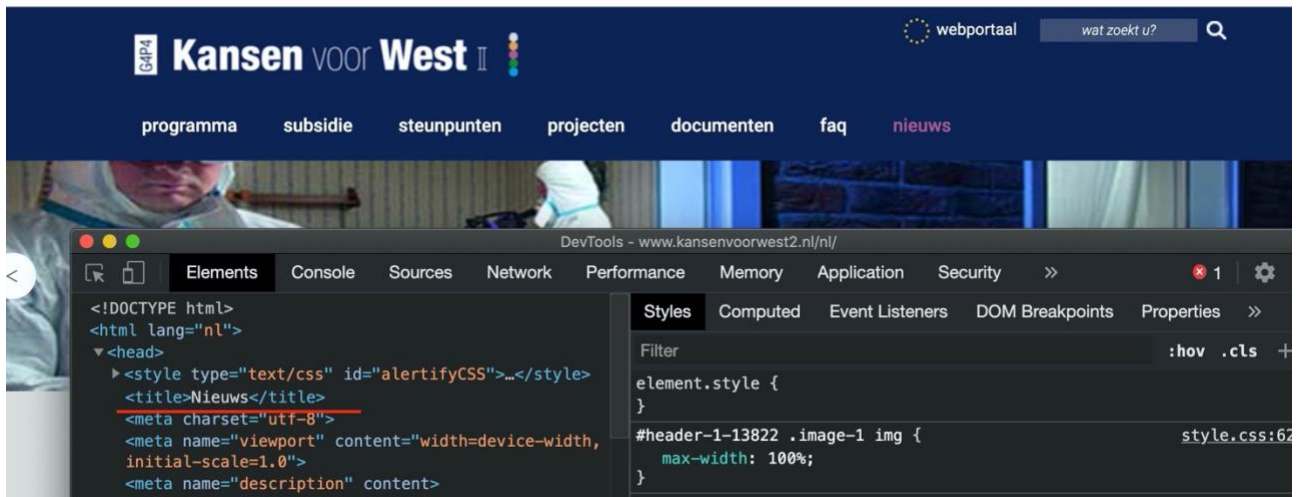 webportaal wat zoekt u?
G4P4 Kansen voor West II
programma subsidie steunpunten projecten documenten faq nieuws
<
DevTools - www.kansenvoorwest2.nl/nl/
Elements Console Sources Network Performance Memory Application Security » 1
<!DOCTYPE html>
<html lang="nl">
▼<head>
▶<style type="text/css" id="alertifyCSS">…</style>
<title>Nieuws</title>
<meta charset="utf-8">
<meta name="viewport" content="width=device-width,
initial-scale=1.0">
<meta name="description" content>
Styles Computed Event Listeners DOM Breakpoints Properties »
Filter :hov .cls +
element.style {
}
#header-1-13822 .image-1 img { style.css:62
max-width: 100%;
}